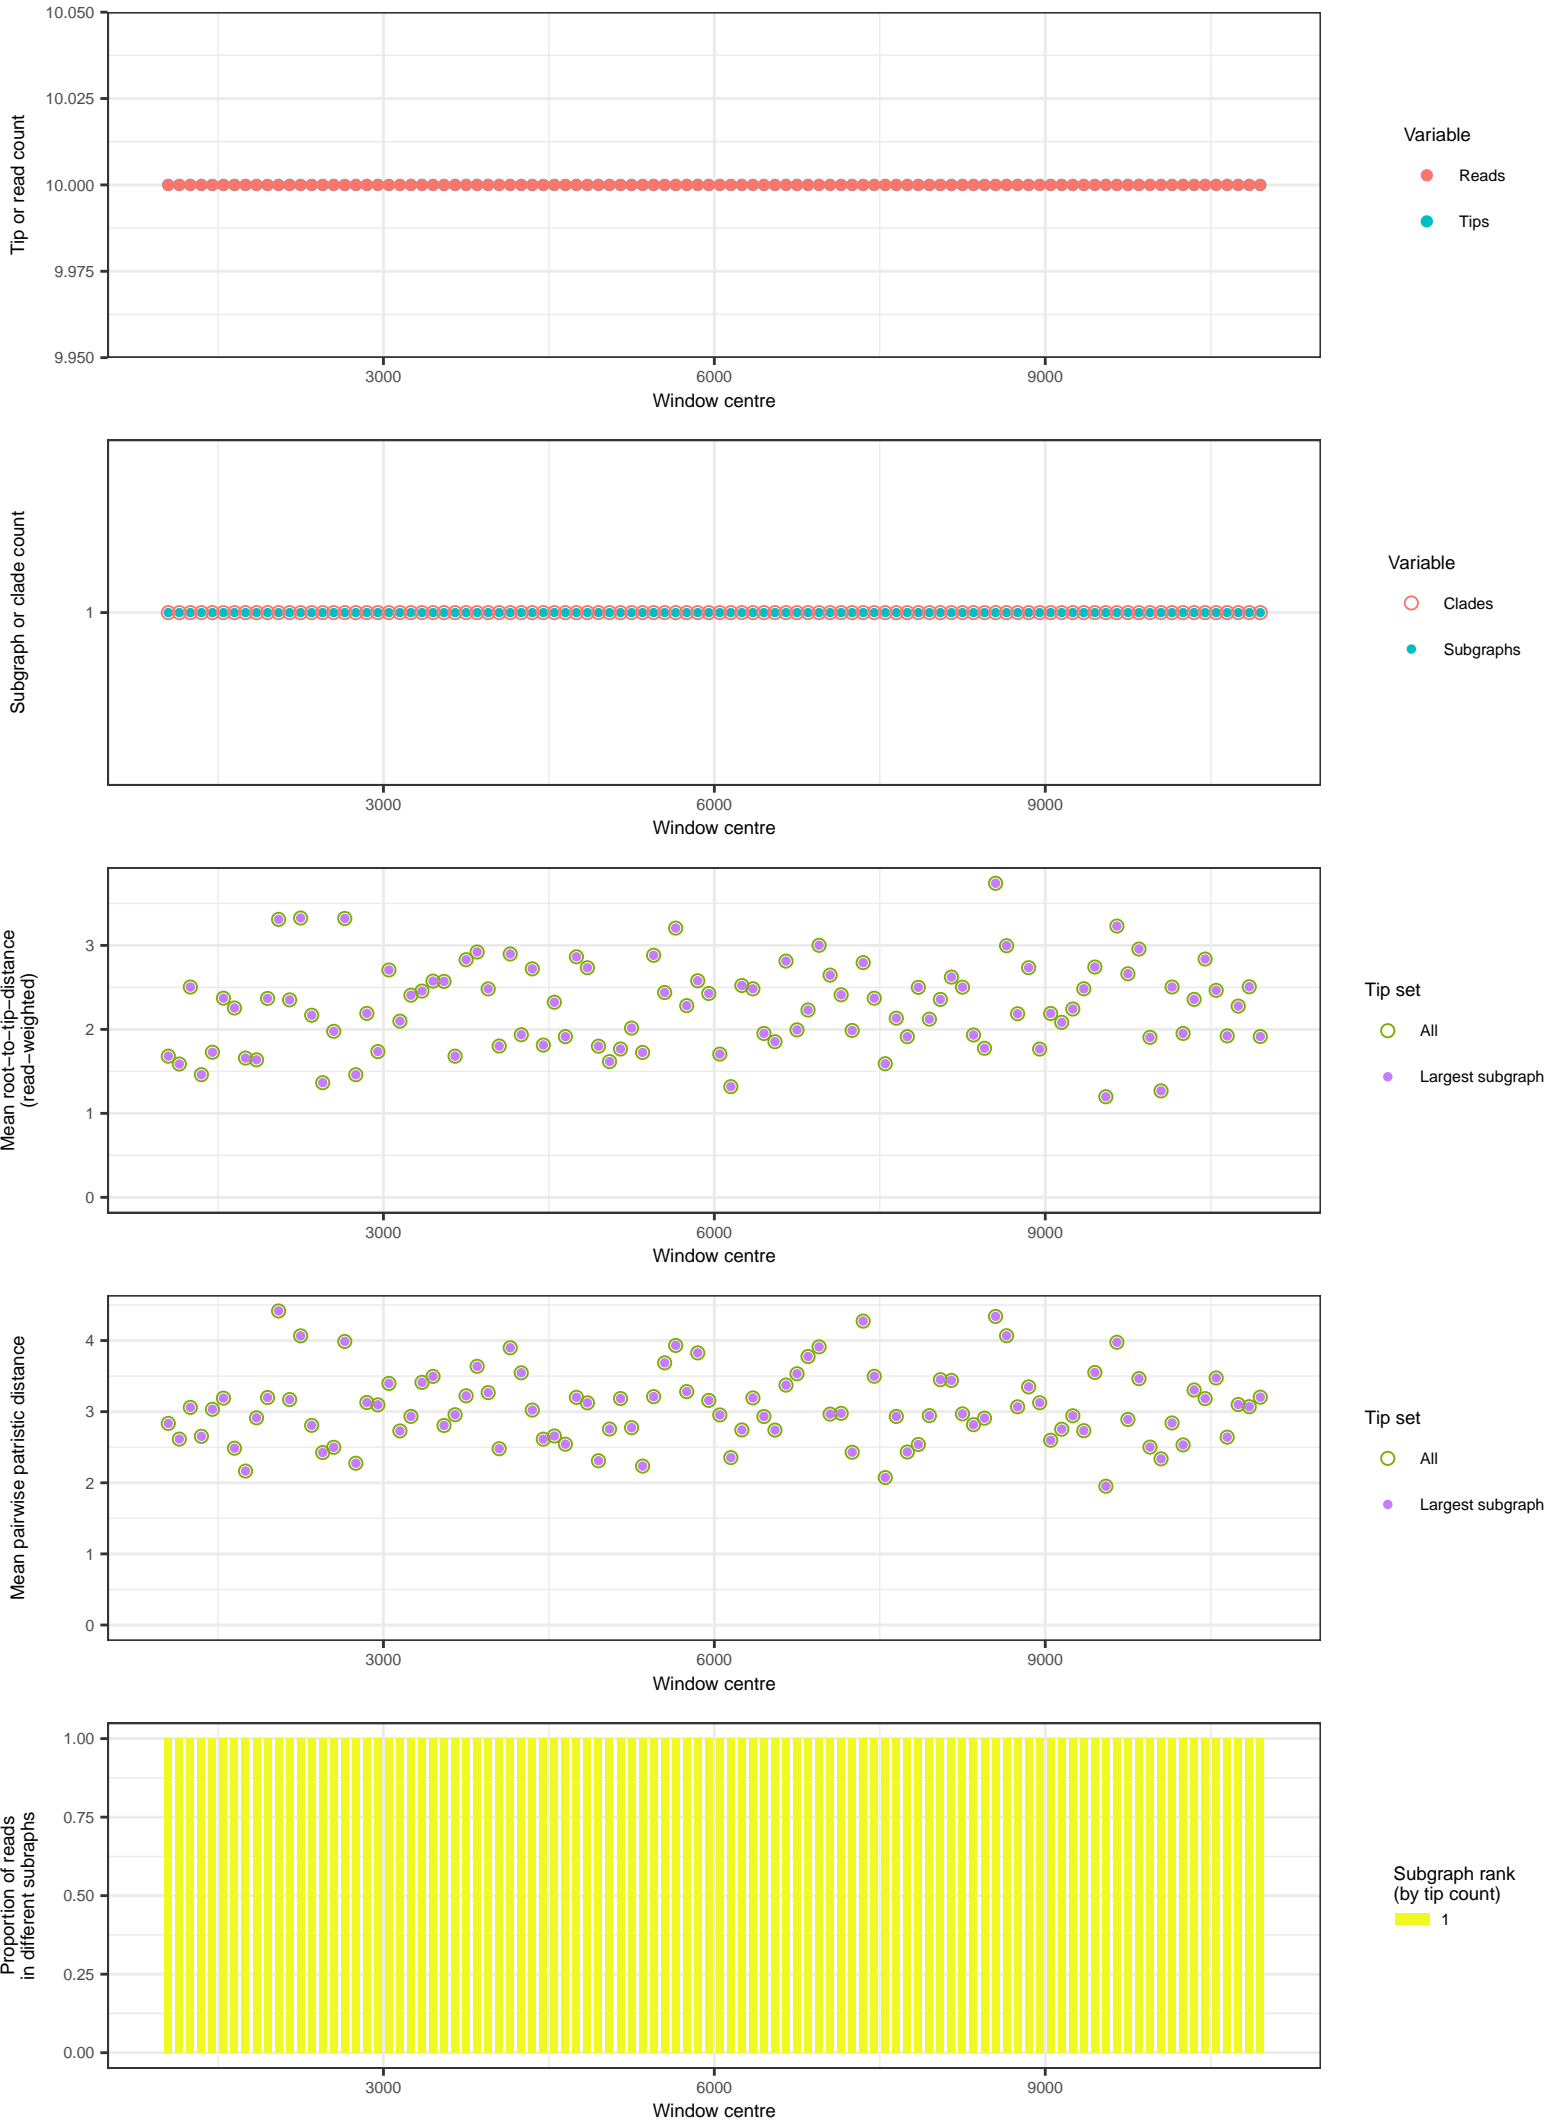 10.050
10.025
10.000
9.975
9.950
Tip or read count
3000
6000
9000
Window centre
Variable
Reads
Tips
Subgraph or clade count
1
3000
6000
9000
Window centre
Variable
Clades
Subgraphs
Mean root−to−tip−distance
(read−weighted)
3
2
1
0
3000
6000
9000
Window centre
Tip set
All
Largest subgraph
Mean pairwise patristic distance
4
3
2
1
0
3000
6000
9000
Window centre
Tip set
All
Largest subgraph
Proportion of reads
in different subraphs
1.00
0.75
0.50
0.25
0.00
3000
6000
9000
Window centre
Subgraph rank
(by tip count)
1